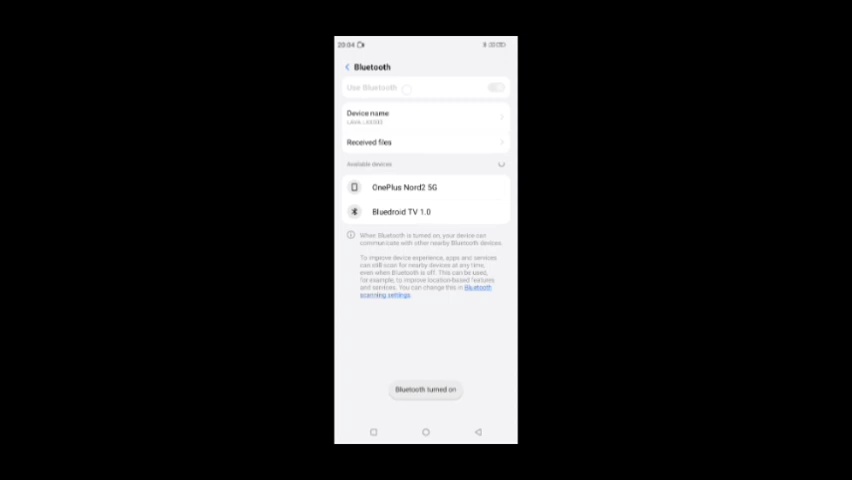 20:04
Bluetooth
Use Bluetooth
Device name
Received files
Available devices
OnePlus Nord2 5G
Bluedroid TV 1.0
When Bluetooth is turned on, your device can
communicate with other nearby Bluetooth devices.
To improve device experience, apps and services
can still scan for nearby devices at any time,
even when Bluetooth is off. This can be used,
for example, to improve location-based features
and services. You can change this in Bluetooth
scanning settings.
Bluetooth turned on